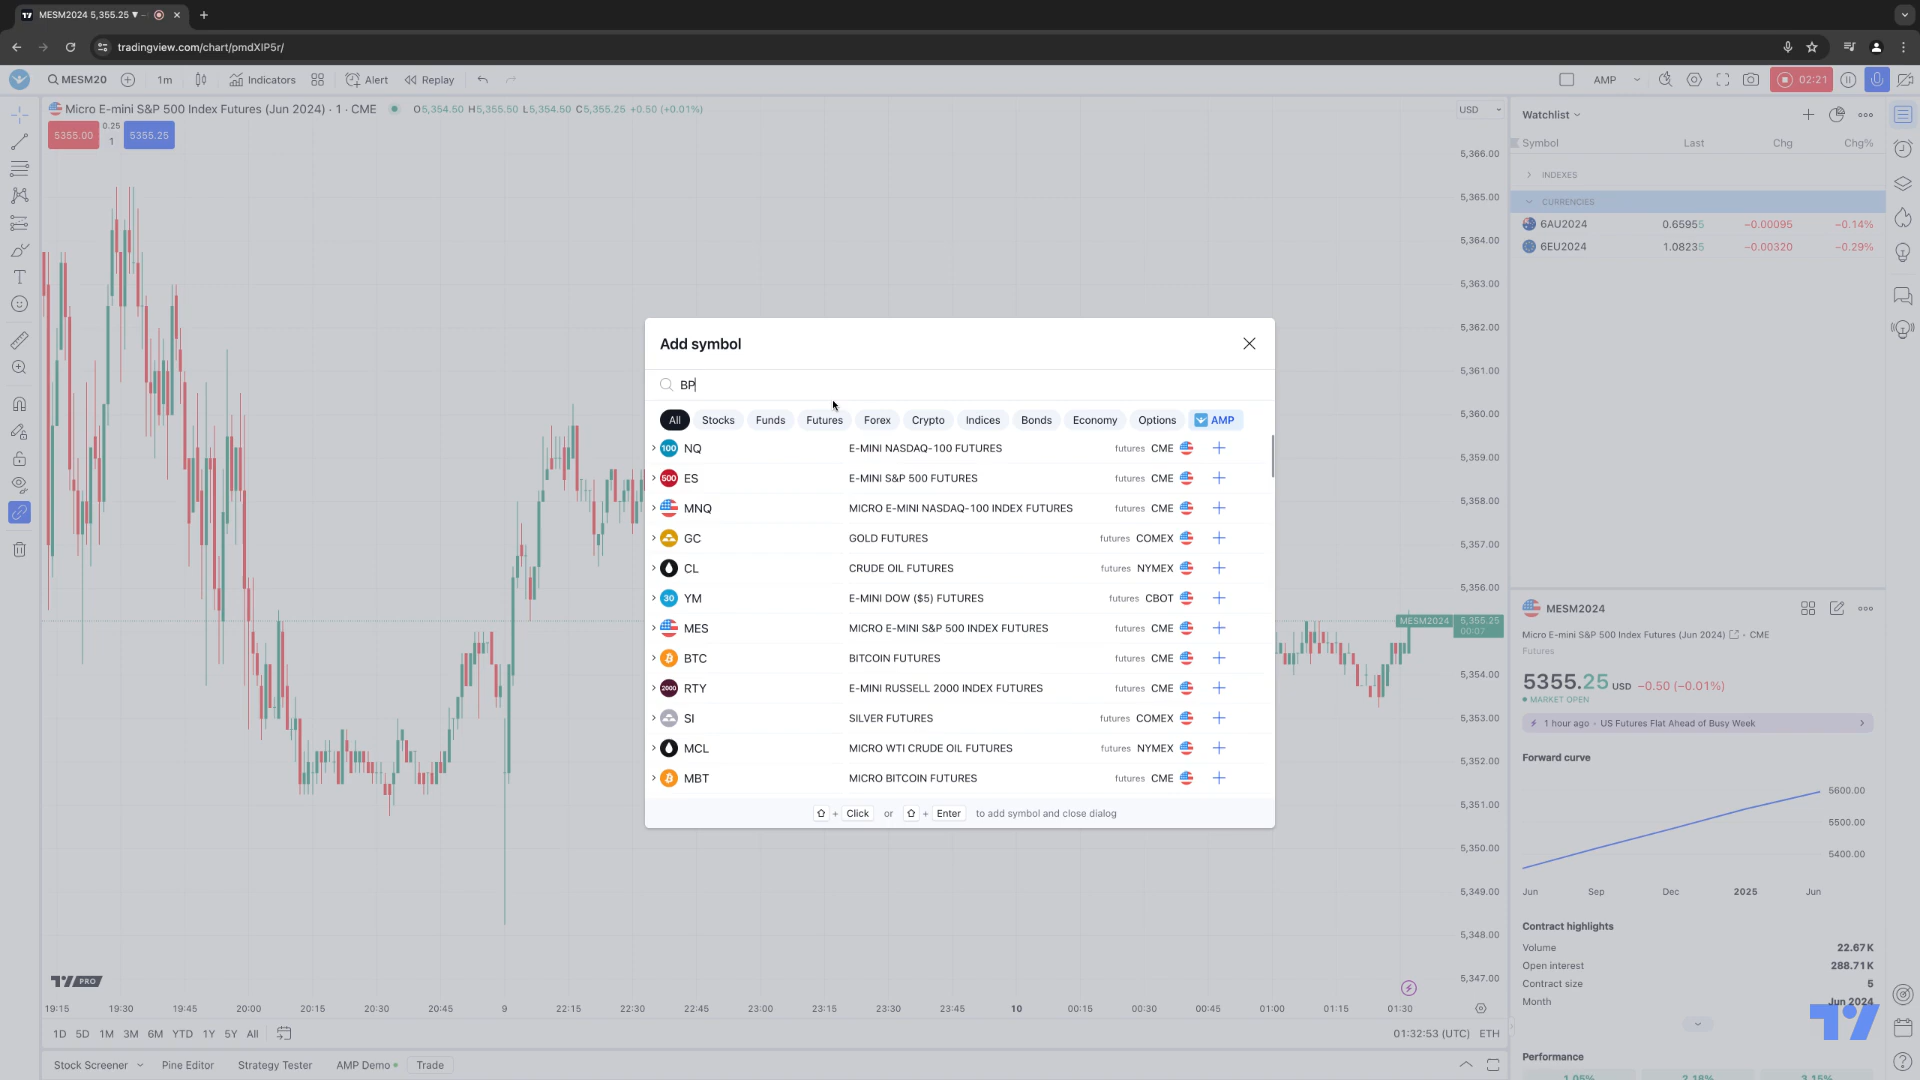 MESM2024 5,355.25 ▼
tradingview.com/chart/pmdXIP5r/
MESM20 1m Indicators Alert Replay AMP 02:21
Micro E-mini S&P 500 Index Futures (Jun 2024) · 1 · CME O5,354.50 H5,355.50 L5,354.50 C5,355.25 +0.50 (+0.01%)
5355.00 0.25 1 5355.25
USD
5,366.00
5,365.00
5,364.00
5,363.00
5,362.00
5,361.00
5,360.00
5,359.00
5,358.00
5,357.00
5,356.00
MESM2024 5,355.25
00:07
5,354.00
5,353.00
5,352.00
5,351.00
5,350.00
5,349.00
5,348.00
5,347.00
Add symbol
BP
All Stocks Funds Futures Forex Crypto Indices Bonds Economy Options AMP
100 NQ E-MINI NASDAQ-100 FUTURES futures CME
500 ES E-MINI S&P 500 FUTURES futures CME
MNQ MICRO E-MINI NASDAQ-100 INDEX FUTURES futures CME
GC GOLD FUTURES futures COMEX
CL CRUDE OIL FUTURES futures NYMEX
30 YM E-MINI DOW ($5) FUTURES futures CBOT
MES MICRO E-MINI S&P 500 INDEX FUTURES futures CME
BTC BITCOIN FUTURES futures CME
2000 RTY E-MINI RUSSELL 2000 INDEX FUTURES futures CME
SI SILVER FUTURES futures COMEX
MCL MICRO WTI CRUDE OIL FUTURES futures NYMEX
MBT MICRO BITCOIN FUTURES futures CME
+ Click or + Enter to add symbol and close dialog
PRO
19:15 19:30 19:45 20:00 20:15 20:30 20:45 9 22:15 22:30 22:45 23:00 23:15 23:30 23:45 10 00:15 00:30 00:45 01:00 01:15 01:30
1D 5D 1M 3M 6M YTD 1Y 5Y All 01:32:53 (UTC) ETH
Stock Screener Pine Editor Strategy Tester AMP Demo Trade
Watchlist
Symbol Last Chg Chg%
INDEXES
CURRENCIES
6AU2024 0.65955 −0.00095 −0.14%
6EU2024 1.08235 −0.00320 −0.29%
MESM2024
Micro E-mini S&P 500 Index Futures (Jun 2024) · CME
Futures
5355.25 USD −0.50 (−0.01%)
MARKET OPEN
1 hour ago · US Futures Flat Ahead of Busy Week
Forward curve
5600.00
5500.00
5400.00
Jun Sep Dec 2025 Jun
Contract highlights
Volume 22.67K
Open interest 288.71K
Contract size 5
Month Jun 2024
Performance
1.05% 2.18% 3.15%